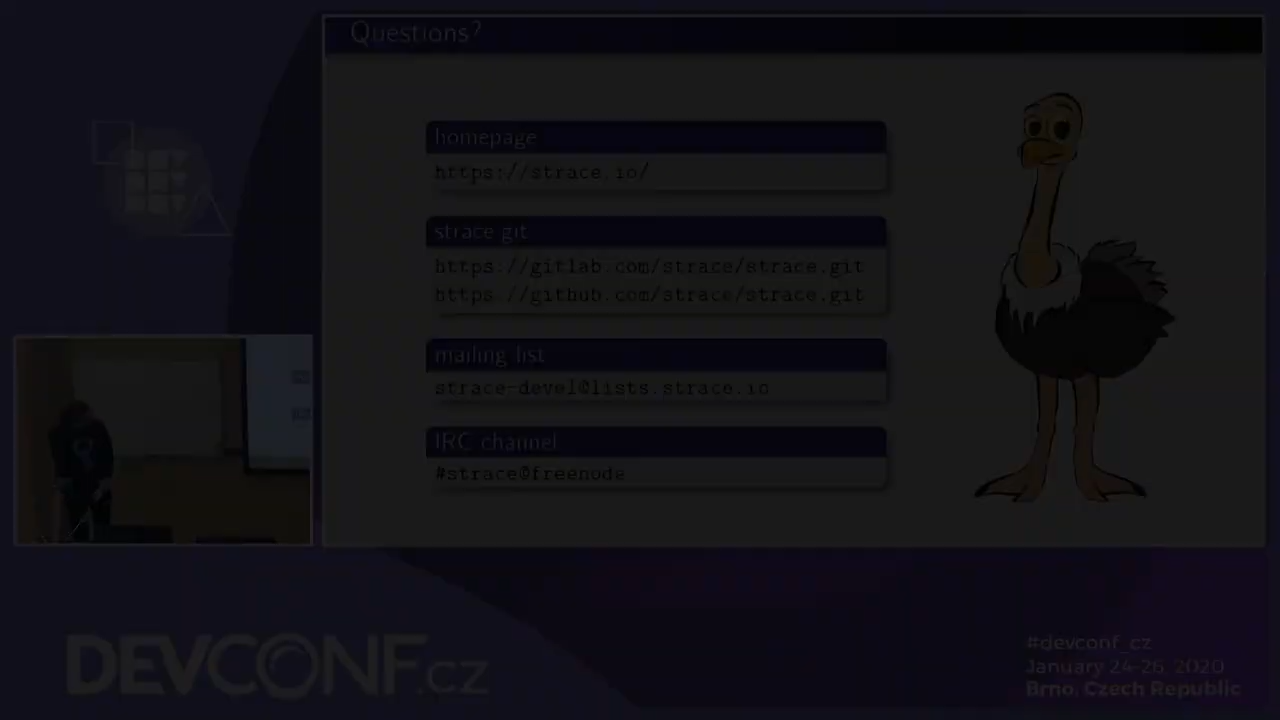 Questions?
homepage
https://strace.io/
strace git
https://gitlab.com/strace/strace.git
https://github.com/strace/strace.git
mailing list
strace-devel@lists.strace.io
IRC channel
#strace@freenode
DEVCONF.cz
#devconf_cz
January 24-26, 2020
Brno, Czech Republic